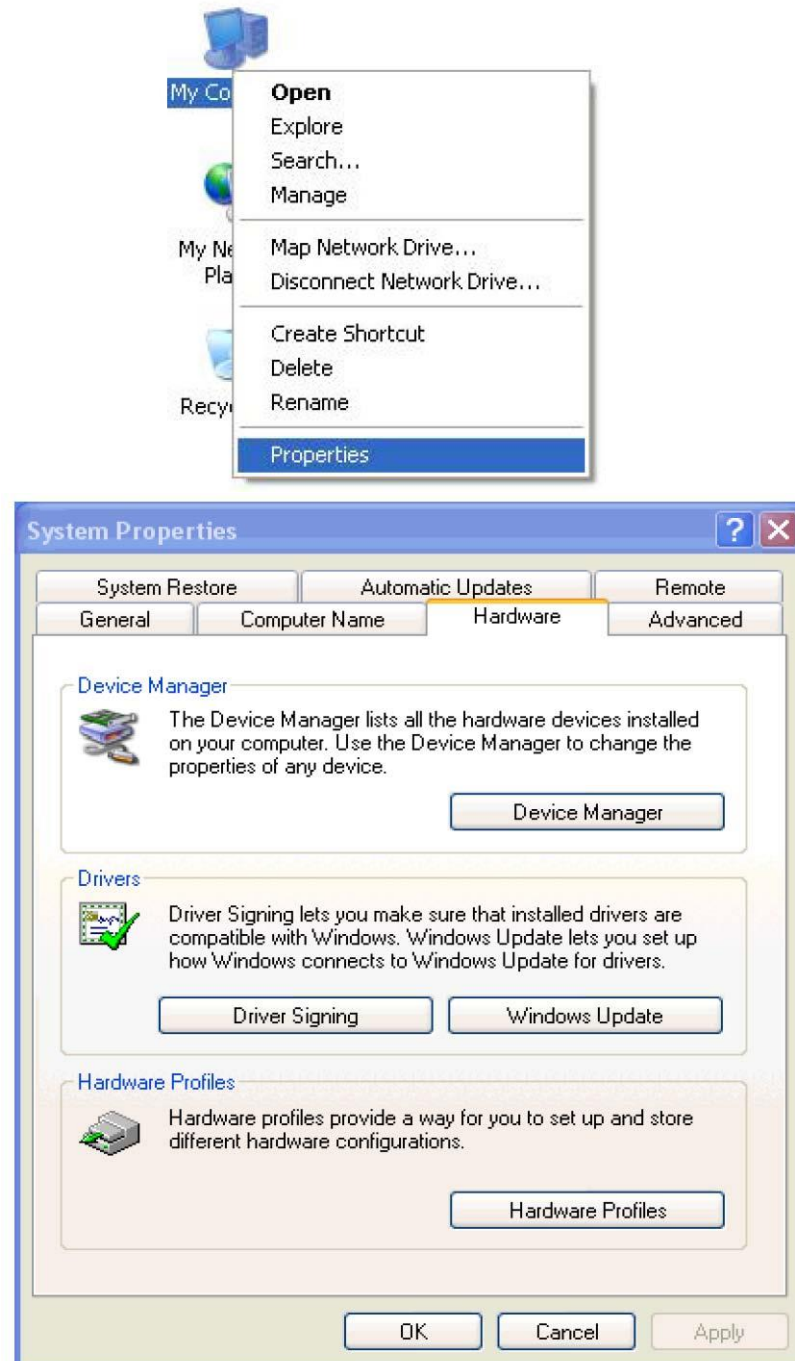 My Co
Open
Explore
Search...
Manage
My Ne
Pla
Map Network Drive...
Disconnect Network Drive...
Create Shortcut
Delete
Recy
Rename
Properties
System Properties
System Restore
Automatic Updates
Remote
General
Computer Name
Hardware
Advanced
Device Manager
The Device Manager lists all the hardware devices installed
on your computer. Use the Device Manager to change the
properties of any device.
Device Manager
Drivers
Driver Signing lets you make sure that installed drivers are
compatible with Windows. Windows Update lets you set up
how Windows connects to Windows Update for drivers.
Driver Signing
Windows Update
Hardware Profiles
Hardware profiles provide a way for you to set up and store
different hardware configurations.
Hardware Profiles
OK
Cancel
Apply